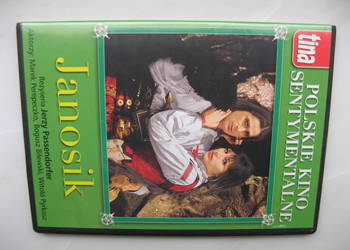 tina
POLSKIE KINO
SENTYMENTALNE
Janosik
Reżyseria Jerzy Passendorfer
Aktorzy: Marek Perepeczko, Bogusz Bilewski, Witold Pyrkosz